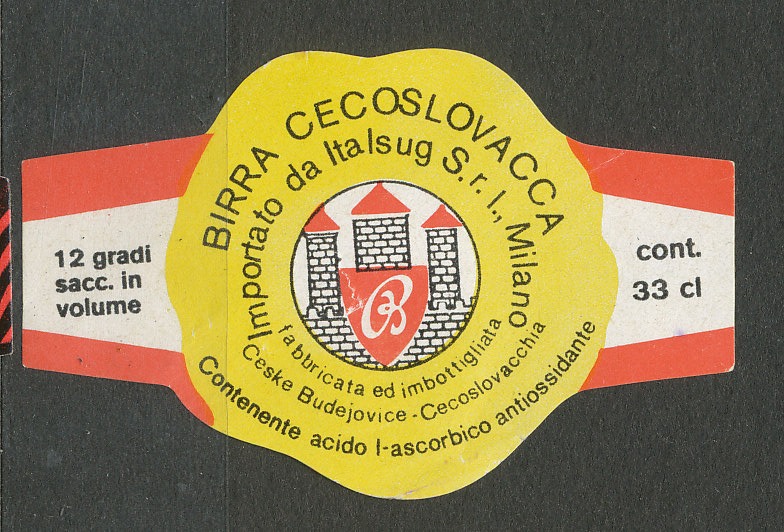 BIRRA CECOSLOVACCA
Importato da Italsug S.r.l., Milano
12 gradi
sacc. in
volume
cont.
33 cl
B
fabbricata ed imbottigliata
Ceske Budejovice - Cecoslovacchia
Contenente acido l-ascorbico antiossidante